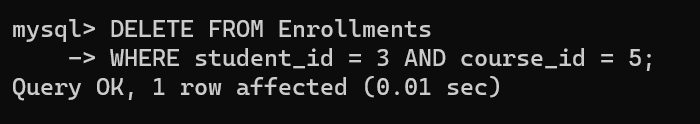 mysql> DELETE FROM Enrollments
    -> WHERE student_id = 3 AND course_id = 5;
Query OK, 1 row affected (0.01 sec)